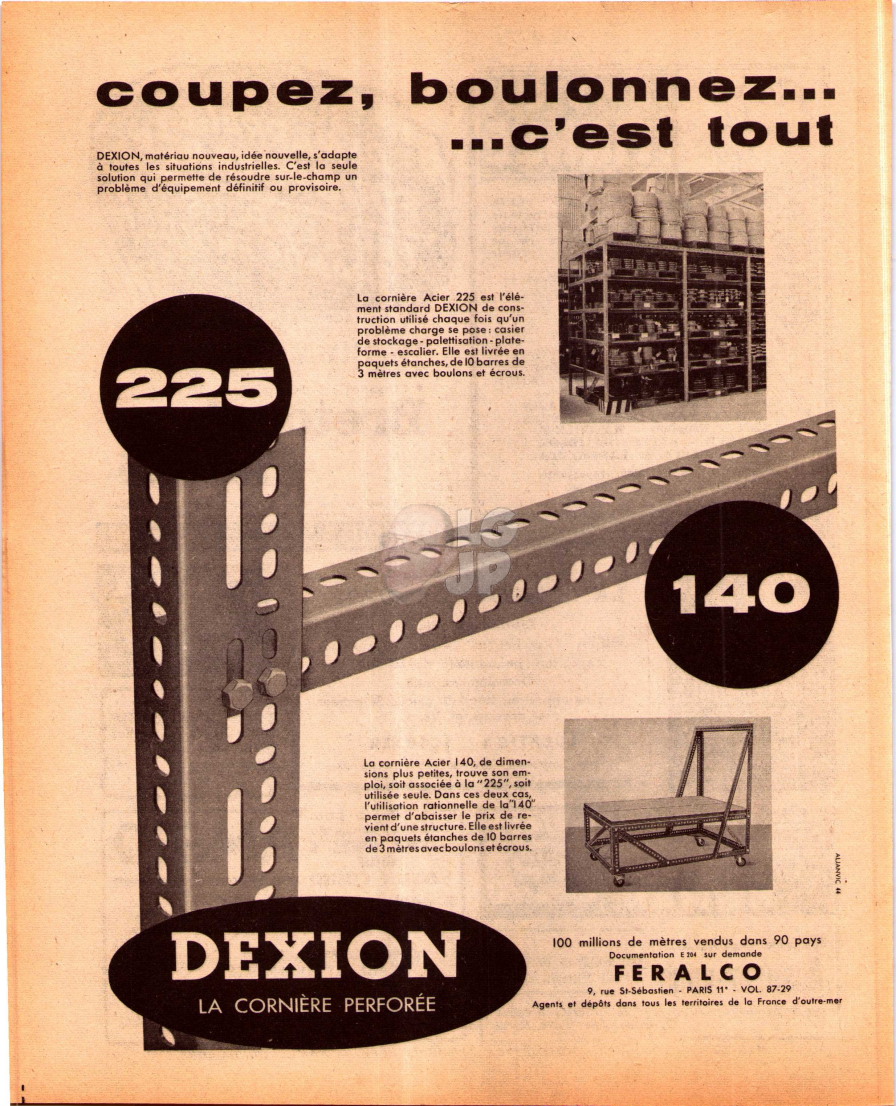 coupez, boulonnez...
...c'est tout
DEXION, matériau nouveau, idée nouvelle, s'adapte
à toutes les situations industrielles. C'est la seule
solution qui permette de résoudre sur-le-champ un
problème d'équipement définitif ou provisoire.
La cornière Acier 225 est l'élé-
ment standard DEXION de cons-
truction utilisé chaque fois qu'un
problème charge se pose : casier
de stockage - palettisation - plate-
forme - escalier. Elle est livrée en
paquets étanches, de 10 barres de
3 mètres avec boulons et écrous.
225
LG
JP
140
La cornière Acier 140, de dimen-
sions plus petites, trouve son em-
ploi, soit associée à la "225", soit
utilisée seule. Dans ces deux cas,
l'utilisation rationnelle de la "140"
permet d'abaisser le prix de re-
vient d'une structure. Elle est livrée
en paquets étanches de 10 barres
de 3 mètres avec boulons et écrous.
ALIANVIC 44
DEXION
LA CORNIÈRE PERFORÉE
100 millions de mètres vendus dans 90 pays
Documentation E 204 sur demande
FERALCO
9, rue St-Sébastien - PARIS 11° - VOL. 87-29
Agents et dépôts dans tous les territoires de la France d'outre-mer